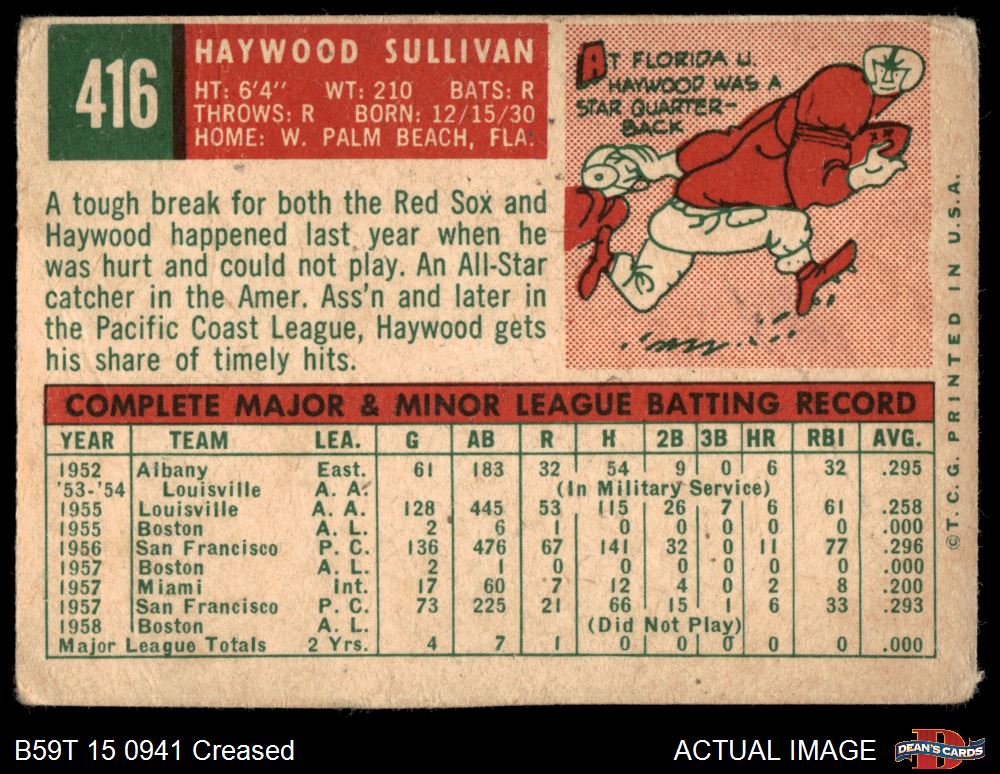 416
HAYWOOD SULLIVAN
HT: 6'4" WT: 210 BATS: R
THROWS: R BORN: 12/15/30
HOME: W. PALM BEACH, FLA.
AT FLORIDA U
HAYWOOD WAS A
STAR QUARTER-
BACK
A tough break for both the Red Sox and
Haywood happened last year when he
was hurt and could not play. An All-Star
catcher in the Amer. Ass'n and later in
the Pacific Coast League, Haywood gets
his share of timely hits.
COMPLETE MAJOR & MINOR LEAGUE BATTING RECORD
YEAR TEAM LEA. G AB R H 2B 3B HR RBI AVG.
1952 Albany East. 61 183 32 54 9 0 6 32 .295
'53-'54 Louisville A. A. (In Military Service)
1955 Louisville A. A. 128 445 53 115 26 7 6 61 .258
1955 Boston A. L. 2 6 1 0 0 0 0 0 .000
1956 San Francisco P. C. 136 476 67 141 32 0 11 77 .296
1957 Boston A. L. 2 1 0 0 0 0 0 0 .000
1957 Miami Int. 17 60 7 12 4 0 2 8 .200
1957 San Francisco P. C. 73 225 21 66 15 1 6 33 .293
1958 Boston A. L. (Did Not Play)
Major League Totals 2 Yrs. 4 7 1 0 0 0 0 0 .000
©T. C. G. PRINTED IN U.S.A.
B59T 15 0941 Creased
ACTUAL IMAGE
DEAN'S CARDS